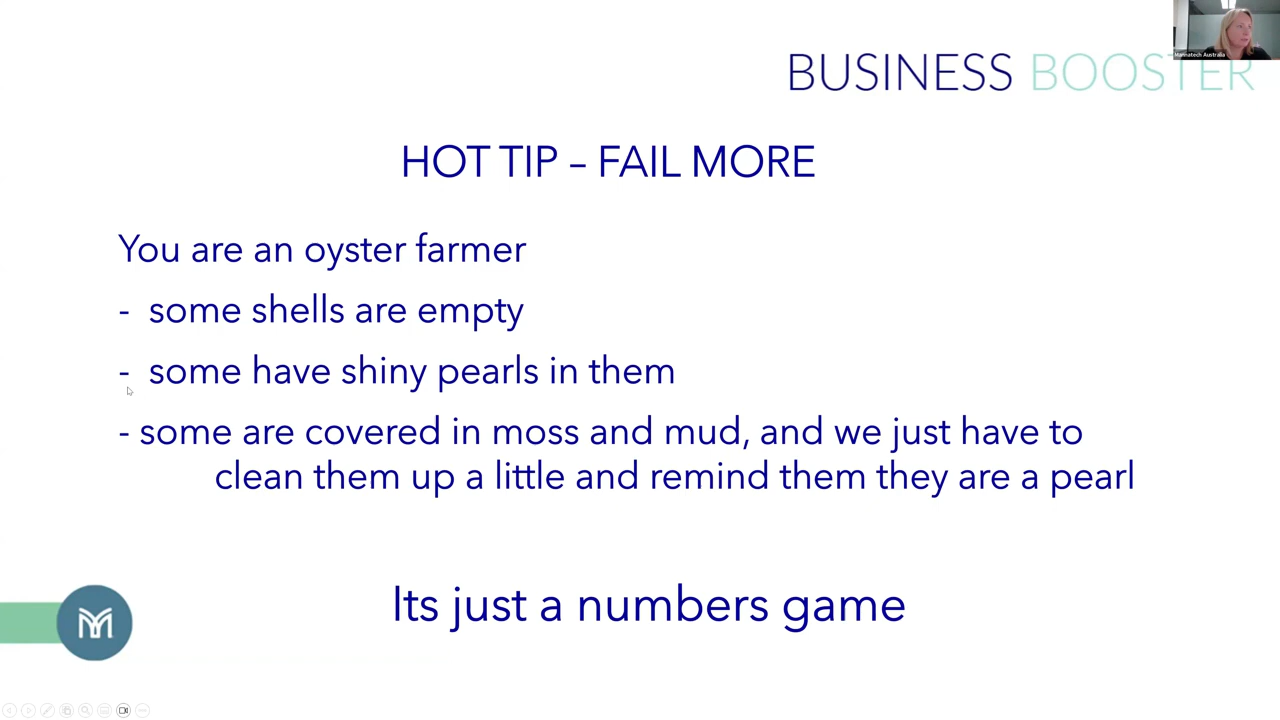 Mannatech Australia
BUSINESS BOOSTER
HOT TIP – FAIL MORE
You are an oyster farmer
- some shells are empty
- some have shiny pearls in them
- some are covered in moss and mud, and we just have to
clean them up a little and remind them they are a pearl
Its just a numbers game